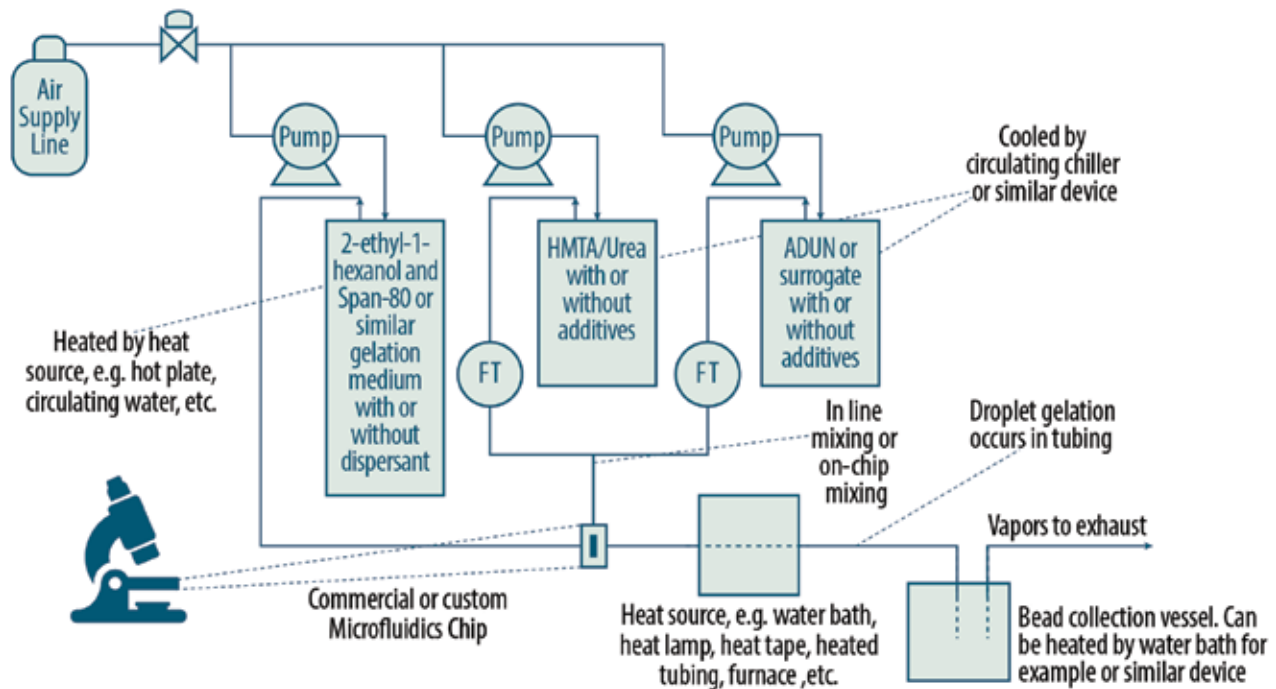 Air
Supply
Line
Pump
Pump
Pump
Cooled by
circulating chiller
or similar device
2-ethyl-1-
hexanol and
Span-80 or
similar
gelation
medium
with or
without
dispersant
HMTA/Urea
with or
without
additives
ADUN or
surrogate
with or
without
additives
Heated by heat
source, e.g. hot plate,
circulating water, etc.
FT
FT
In line
mixing or
on-chip
mixing
Droplet gelation
occurs in tubing
Vapors to exhaust
Commercial or custom
Microfluidics Chip
Heat source, e.g. water bath,
heat lamp, heat tape, heated
tubing, furnace ,etc.
Bead collection vessel. Can
be heated by water bath for
example or similar device